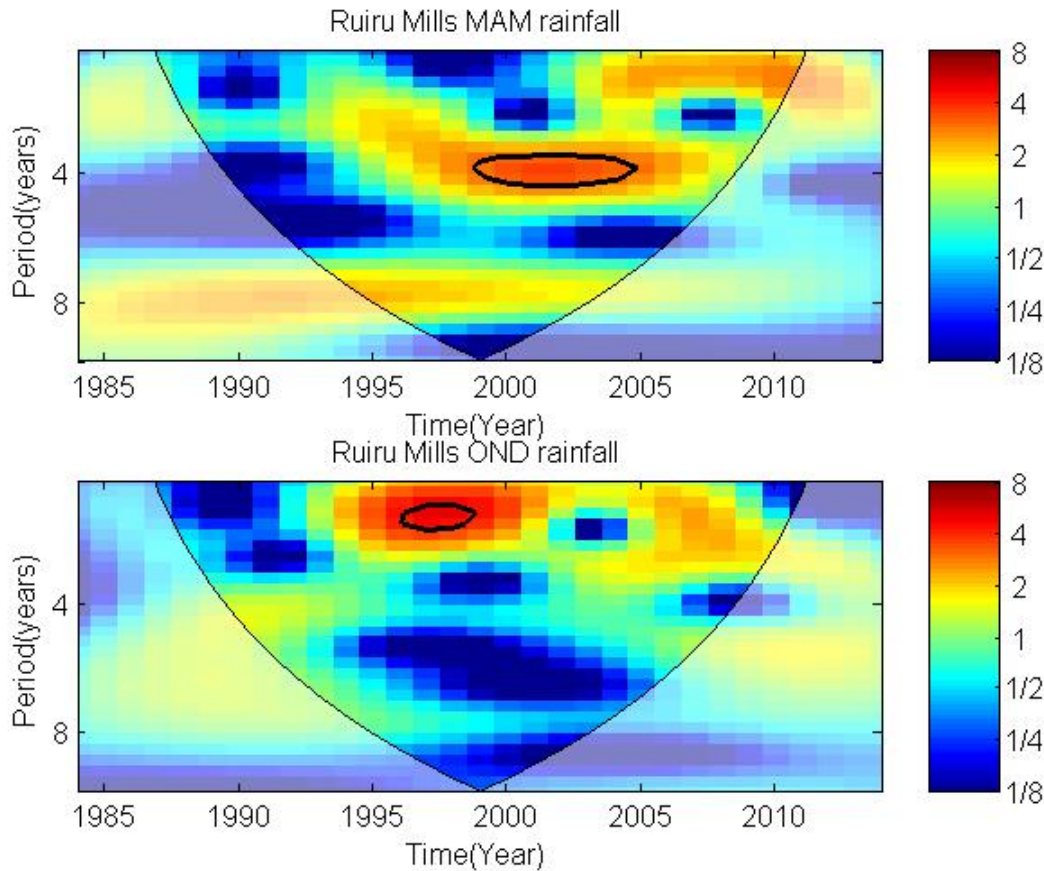 Ruiru Mills MAM rainfall
Period(years)
4
8
1985 1990 1995 2000 2005 2010
Time(Year)
8
4
2
1
1/2
1/4
1/8
Ruiru Mills OND rainfall
Period(years)
4
8
1985 1990 1995 2000 2005 2010
Time(Year)
8
4
2
1
1/2
1/4
1/8